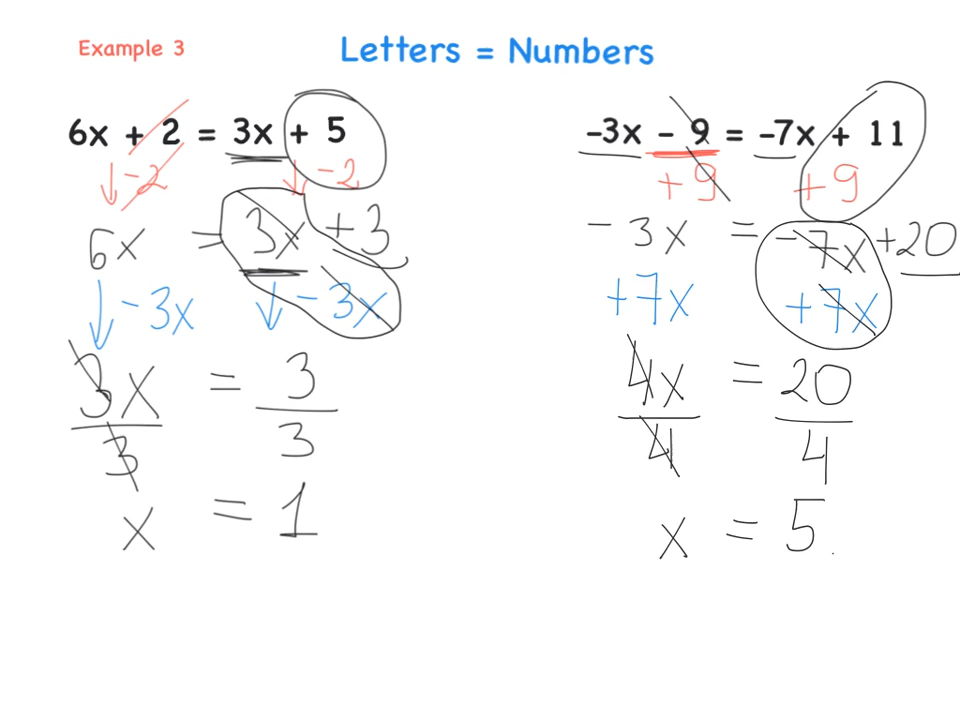 Example 3
Letters = Numbers
6x + 2 = 3x + 5
-2 -2
6x = 3x + 3
-3x -3x
3x = 3
3 3
x = 1
-3x - 9 = -7x + 11
+9 +9
-3x = -7x +20
+7x +7x
4x = 20
4 4
x = 5.